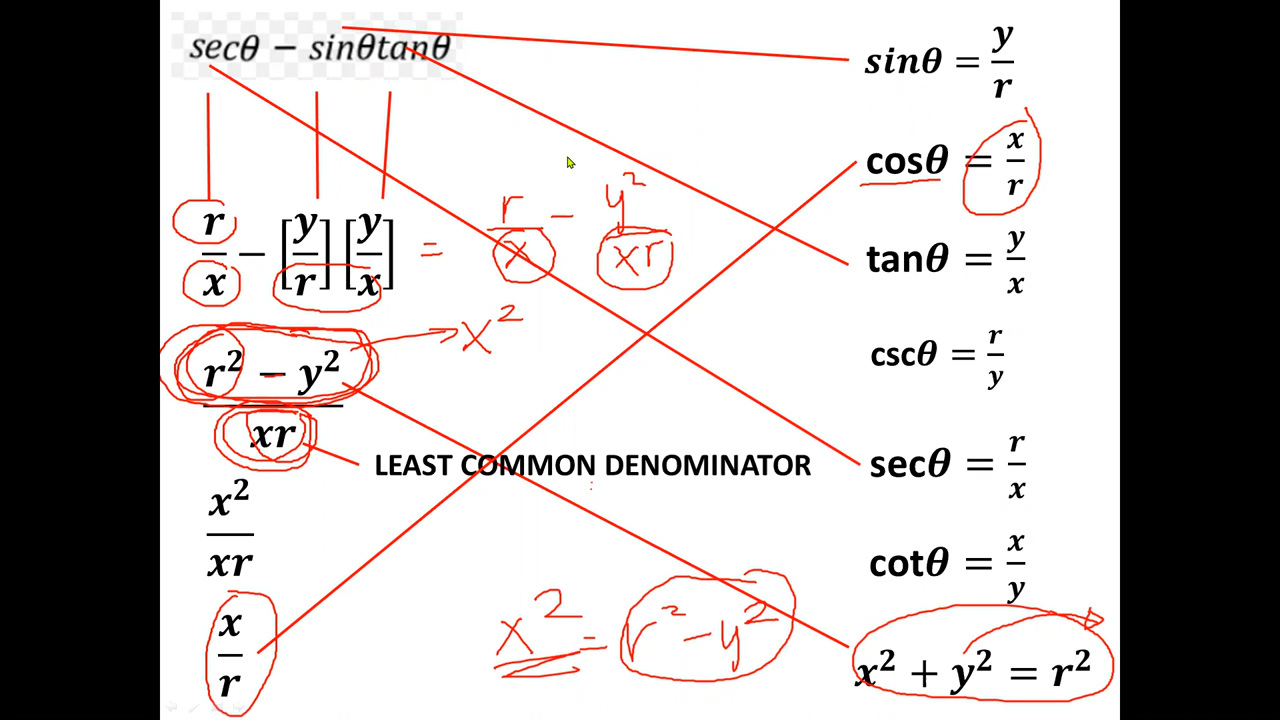 secθ − sinθtanθ
r/x − [y/r][y/x] = r/x − y²/xr
r² − y² → x²
xr
LEAST COMMON DENOMINATOR
x²/xr
x/r
x² = r² − y²
sinθ = y/r
cosθ = x/r
tanθ = y/x
cscθ = r/y
secθ = r/x
cotθ = x/y
x² + y² = r²